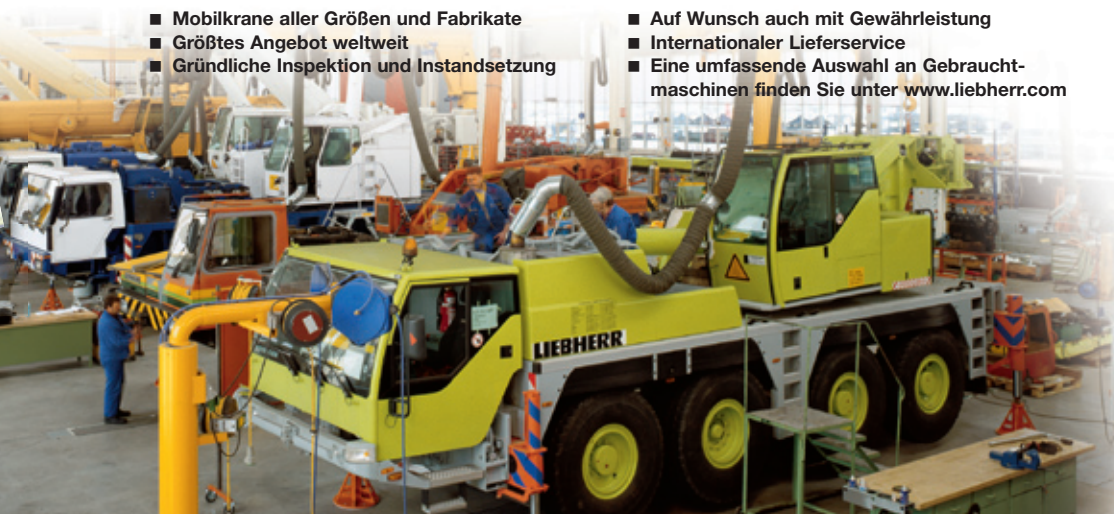 ■ Mobilkrane aller Größen und Fabrikate
■ Größtes Angebot weltweit
■ Gründliche Inspektion und Instandsetzung
■ Auf Wunsch auch mit Gewährleistung
■ Internationaler Lieferservice
■ Eine umfassende Auswahl an Gebraucht-
maschinen finden Sie unter www.liebherr.com
LIEBHERR